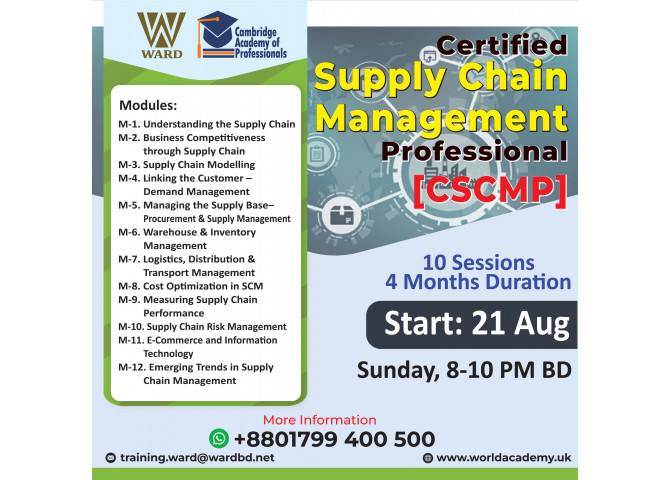 WARD
Cambridge
Academy of
Professionals
Certified
Supply Chain
Management
Professional
[CSCMP]
Modules:
M-1. Understanding the Supply Chain
M-2. Business Competitiveness
through Supply Chain
M-3. Supply Chain Modelling
M-4. Linking the Customer –
Demand Management
M-5. Managing the Supply Base–
Procurement & Supply Management
M-6. Warehouse & Inventory
Management
M-7. Logistics, Distribution &
Transport Management
M-8. Cost Optimization in SCM
M-9. Measuring Supply Chain
Performance
M-10. Supply Chain Risk Management
M-11. E-Commerce and Information
Technology
M-12. Emerging Trends in Supply
Chain Management
10 Sessions
4 Months Duration
Start: 21 Aug
Sunday, 8-10 PM BD
More Information
+8801799 400 500
training.ward@wardbd.net
www.worldacademy.uk